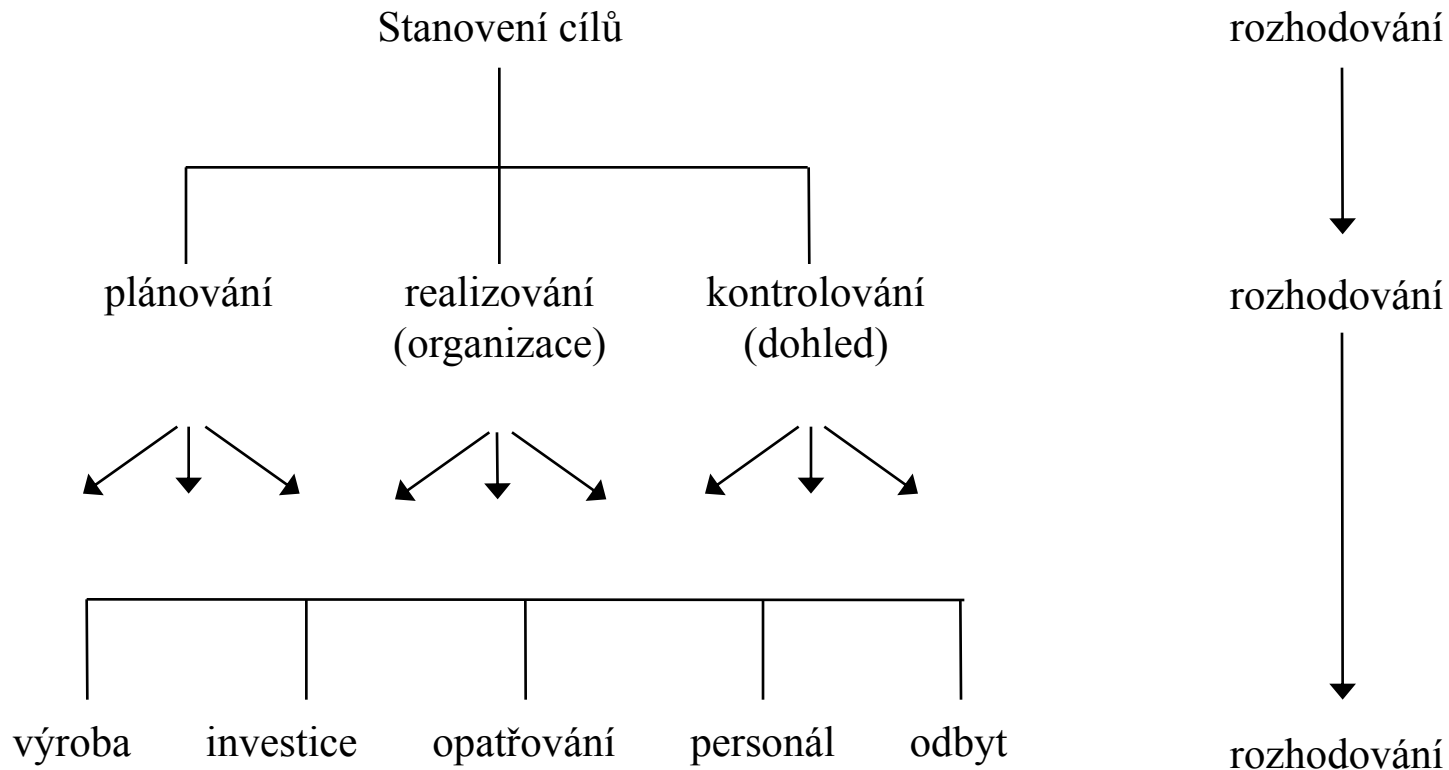 Stanovení cílů
rozhodování
plánování
realizování
(organizace)
kontrolování
(dohled)
rozhodování
výroba
investice
opatřování
personál
odbyt
rozhodování